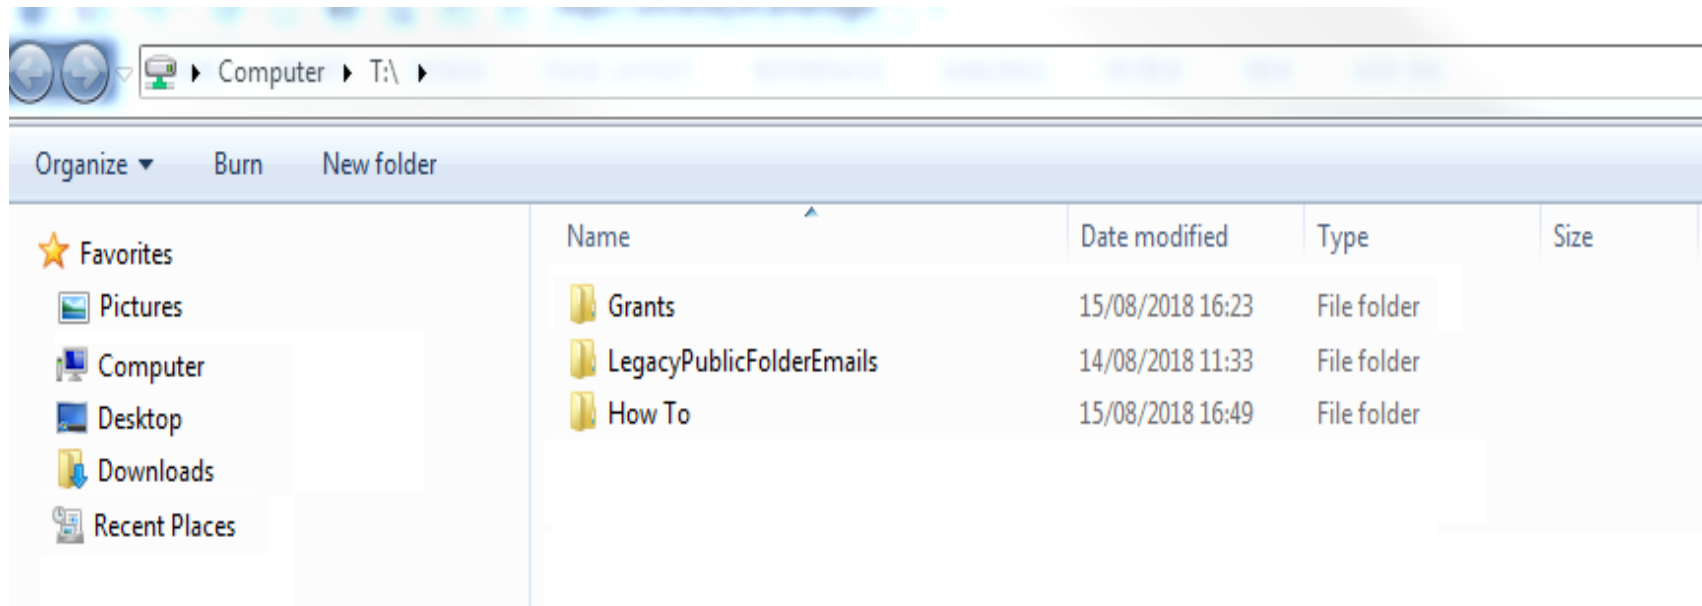 Computer T:\
Organize Burn New folder
Name Date modified Type Size
Favorites
Pictures
Computer
Desktop
Downloads
Recent Places
Grants 15/08/2018 16:23 File folder
LegacyPublicFolderEmails 14/08/2018 11:33 File folder
How To 15/08/2018 16:49 File folder